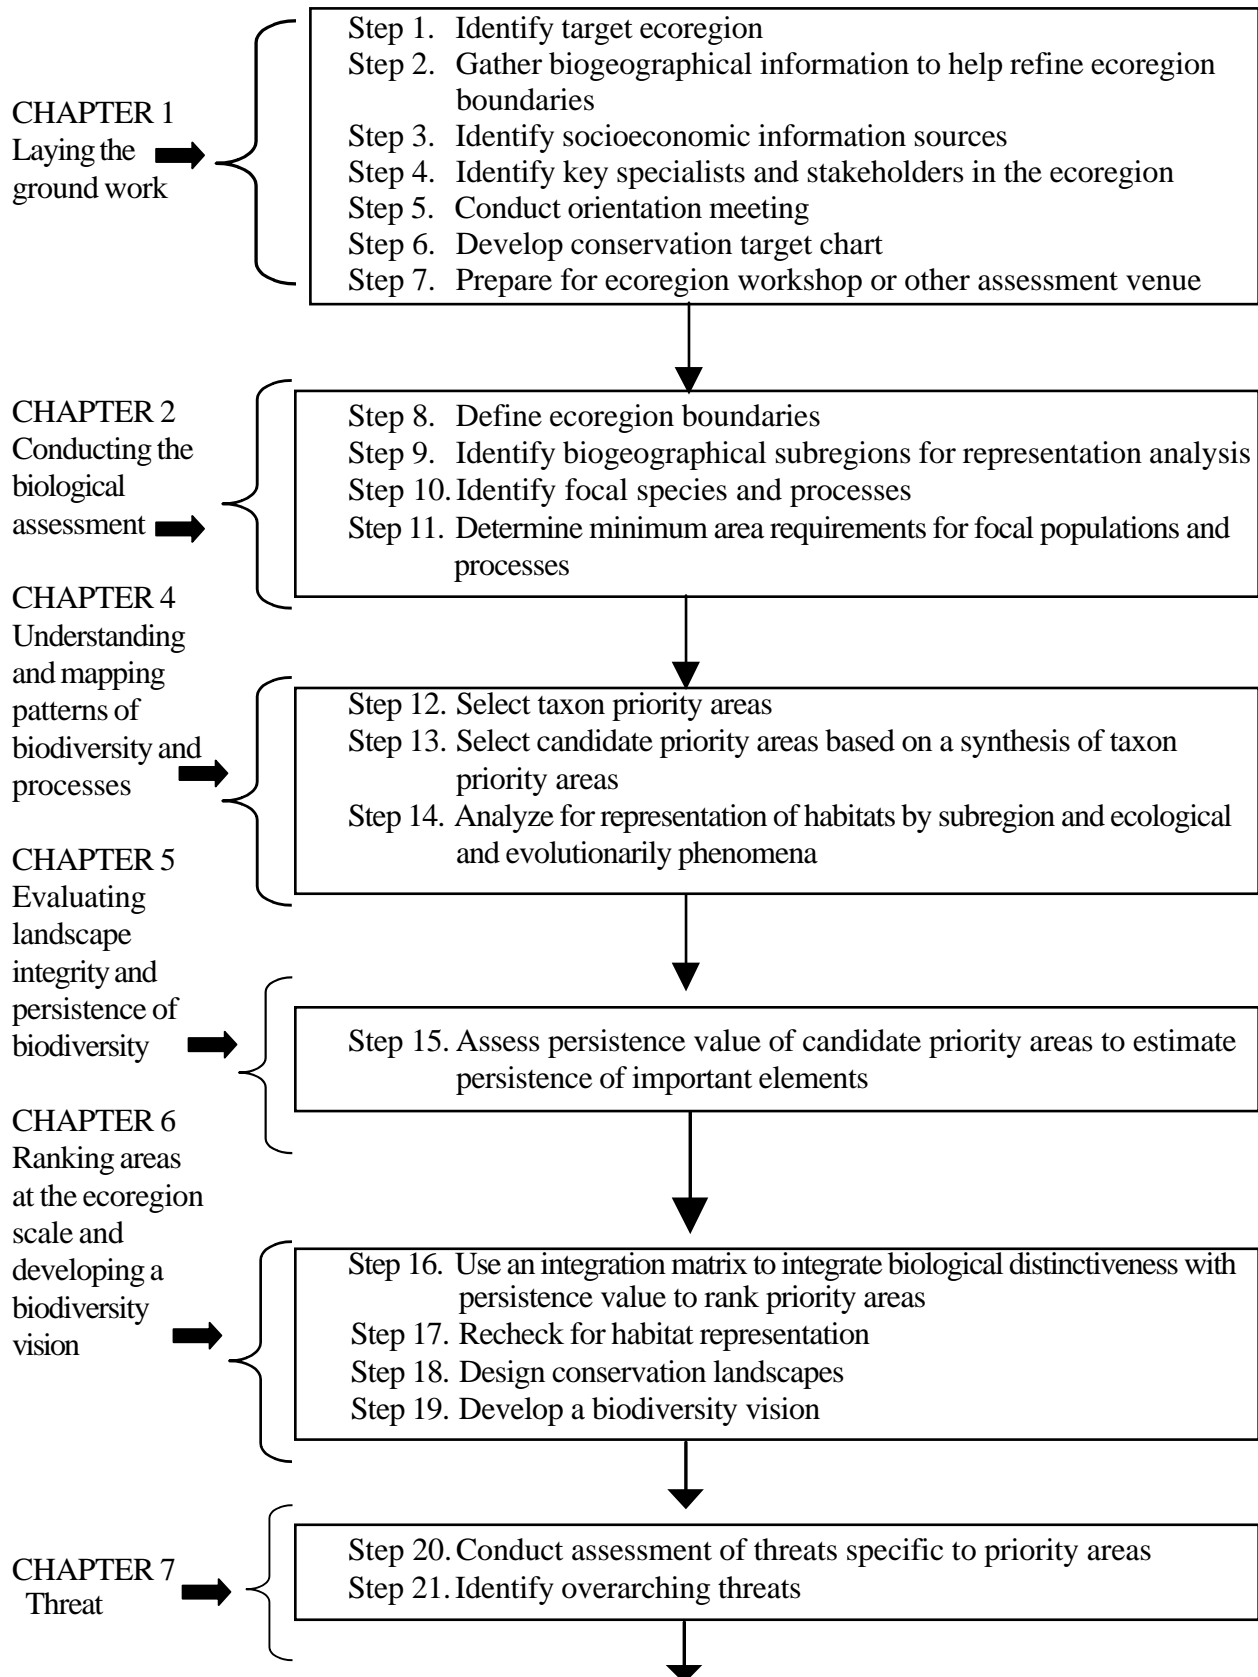 CHAPTER 1
Laying the
ground work
Step 1. Identify target ecoregion
Step 2. Gather biogeographical information to help refine ecoregion
boundaries
Step 3. Identify socioeconomic information sources
Step 4. Identify key specialists and stakeholders in the ecoregion
Step 5. Conduct orientation meeting
Step 6. Develop conservation target chart
Step 7. Prepare for ecoregion workshop or other assessment venue
CHAPTER 2
Conducting the
biological
assessment
Step 8. Define ecoregion boundaries
Step 9. Identify biogeographical subregions for representation analysis
Step 10. Identify focal species and processes
Step 11. Determine minimum area requirements for focal populations and
processes
CHAPTER 4
Understanding
and mapping
patterns of
biodiversity and
processes
Step 12. Select taxon priority areas
Step 13. Select candidate priority areas based on a synthesis of taxon
priority areas
Step 14. Analyze for representation of habitats by subregion and ecological
and evolutionarily phenomena
CHAPTER 5
Evaluating
landscape
integrity and
persistence of
biodiversity
Step 15. Assess persistence value of candidate priority areas to estimate
persistence of important elements
CHAPTER 6
Ranking areas
at the ecoregion
scale and
developing a
biodiversity
vision
Step 16. Use an integration matrix to integrate biological distinctiveness with
persistence value to rank priority areas
Step 17. Recheck for habitat representation
Step 18. Design conservation landscapes
Step 19. Develop a biodiversity vision
CHAPTER 7
Threat
Step 20. Conduct assessment of threats specific to priority areas
Step 21. Identify overarching threats